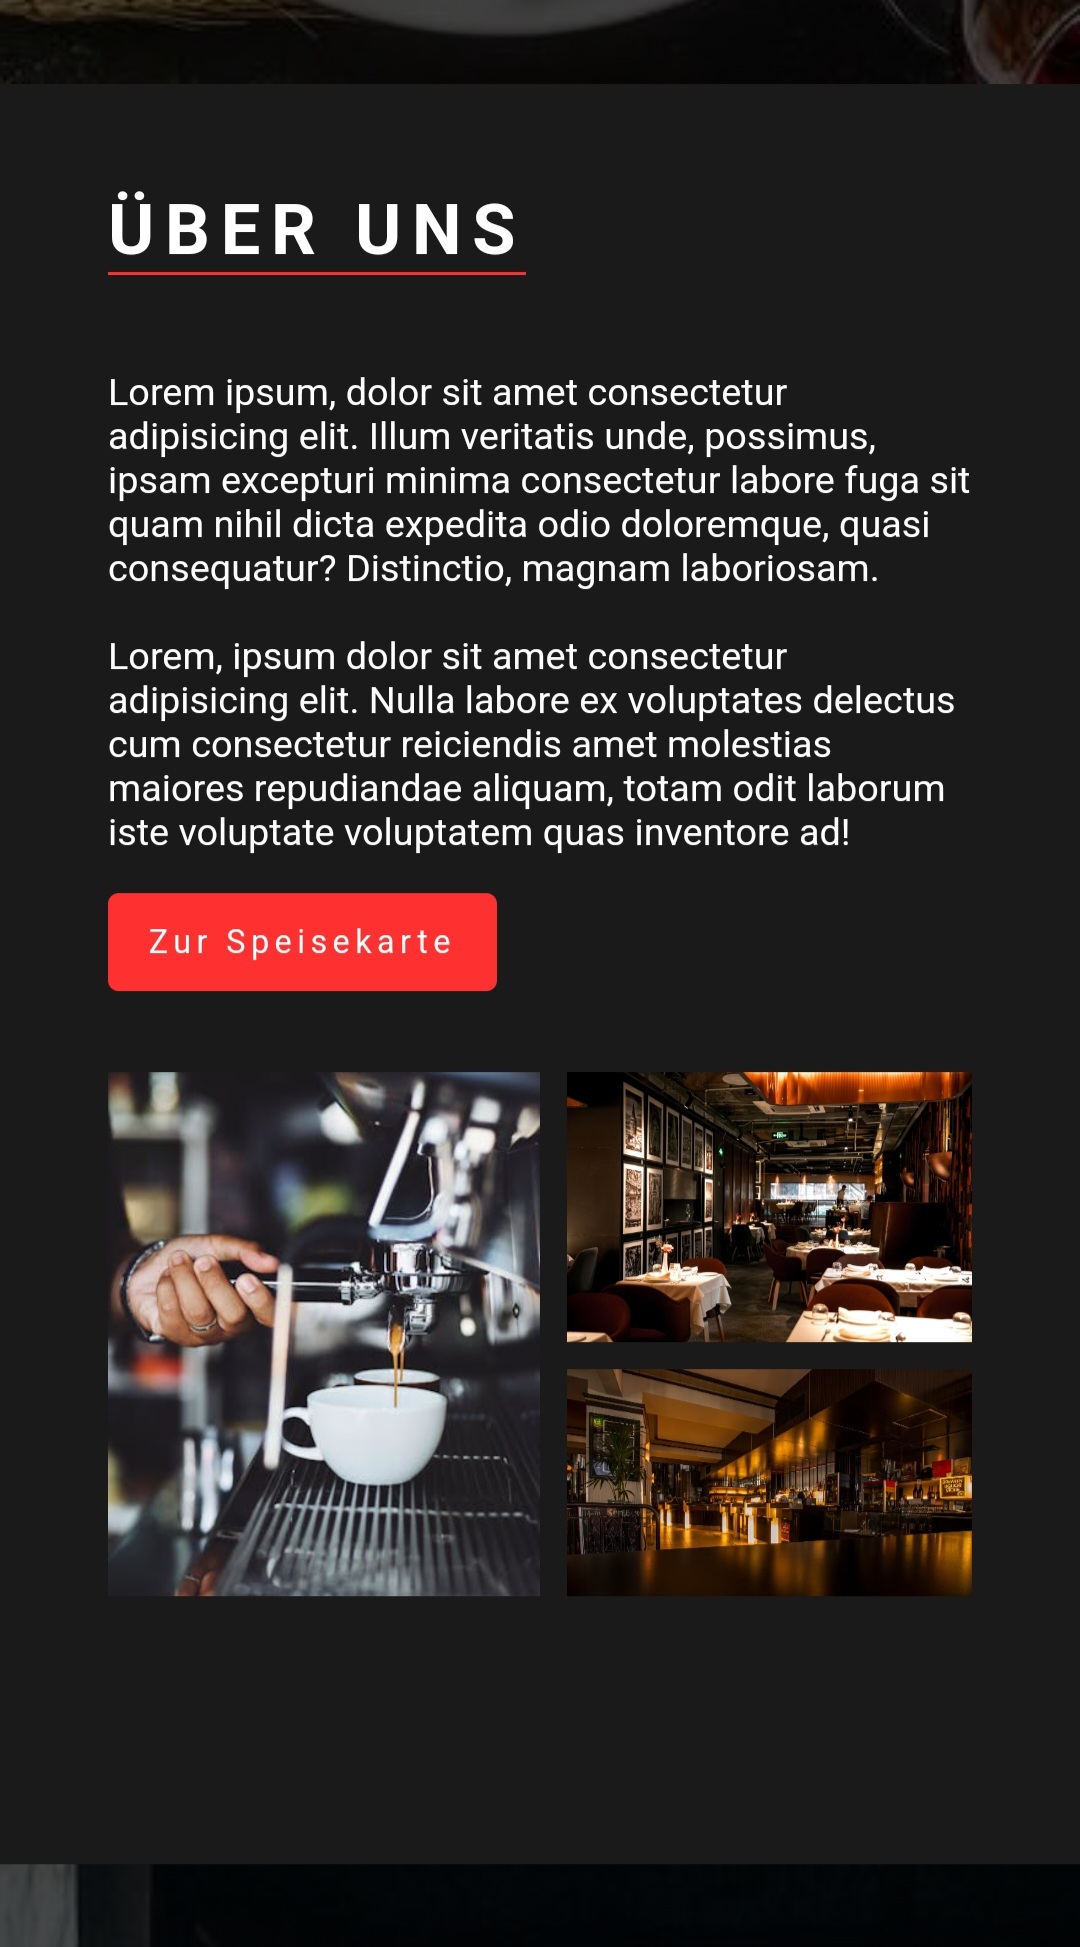 ÜBER UNS
Lorem ipsum, dolor sit amet consectetur
adipisicing elit. Illum veritatis unde, possimus,
ipsam excepturi minima consectetur labore fuga sit
quam nihil dicta expedita odio doloremque, quasi
consequatur? Distinctio, magnam laboriosam.
Lorem, ipsum dolor sit amet consectetur
adipisicing elit. Nulla labore ex voluptates delectus
cum consectetur reiciendis amet molestias
maiores repudiandae aliquam, totam odit laborum
iste voluptate voluptatem quas inventore ad!
Zur Speisekarte